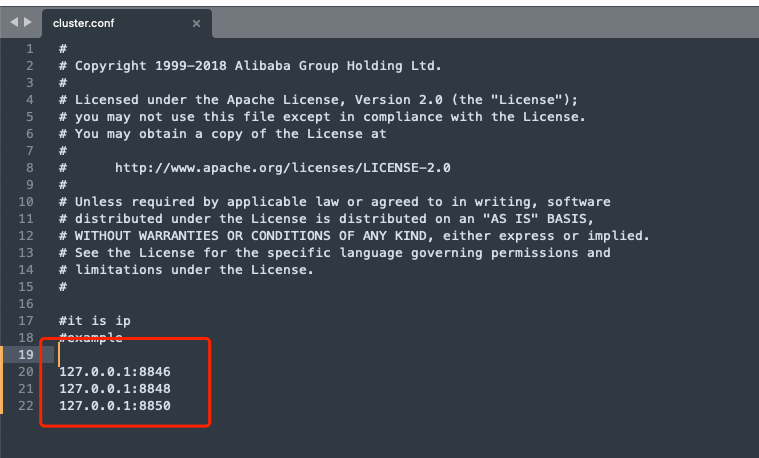 cluster.conf
1 #
2 # Copyright 1999-2018 Alibaba Group Holding Ltd.
3 #
4 # Licensed under the Apache License, Version 2.0 (the "License");
5 # you may not use this file except in compliance with the License.
6 # You may obtain a copy of the License at
7 #
8 #      http://www.apache.org/licenses/LICENSE-2.0
9 #
10 # Unless required by applicable law or agreed to in writing, software
11 # distributed under the License is distributed on an "AS IS" BASIS,
12 # WITHOUT WARRANTIES OR CONDITIONS OF ANY KIND, either express or implied.
13 # See the License for the specific language governing permissions and
14 # limitations under the License.
15 #
16
17 #it is ip
18 #example
19
20 127.0.0.1:8846
21 127.0.0.1:8848
22 127.0.0.1:8850